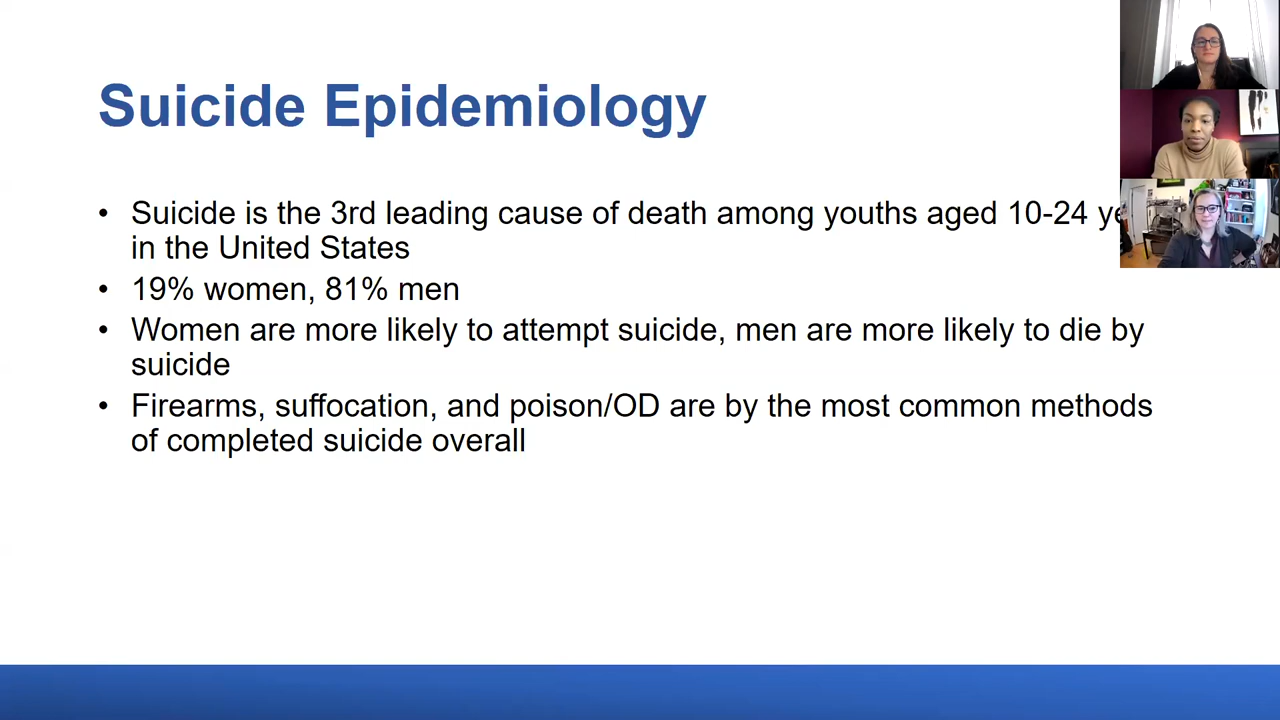 Suicide Epidemiology
• Suicide is the 3rd leading cause of death among youths aged 10-24
in the United States
• 19% women, 81% men
• Women are more likely to attempt suicide, men are more likely to die by
suicide
• Firearms, suffocation, and poison/OD are by the most common methods
of completed suicide overall